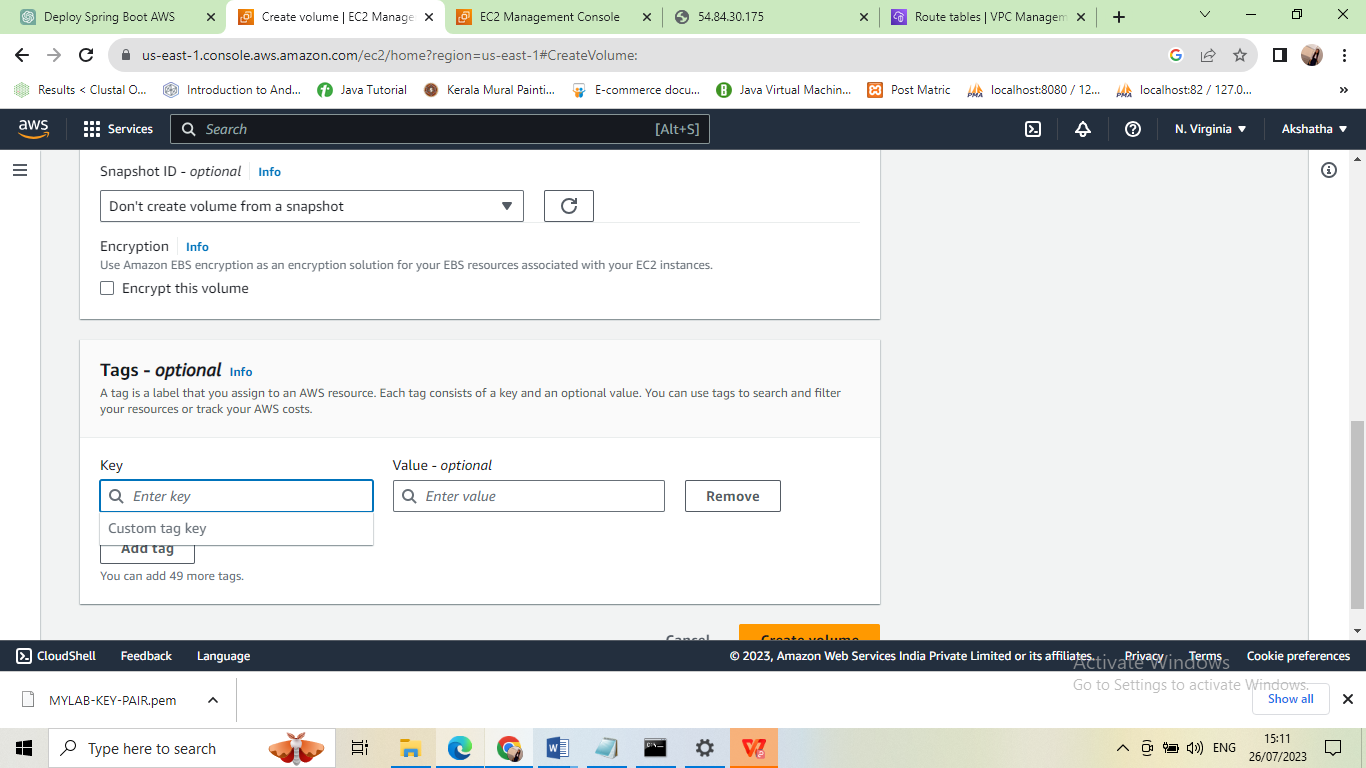 Deploy Spring Boot AWS
Create volume | EC2 Manage
EC2 Management Console
54.84.30.175
Route tables | VPC Managem
us-east-1.console.aws.amazon.com/ec2/home?region=us-east-1#CreateVolume:
Results < Clustal O...
Introduction to And...
Java Tutorial
Kerala Mural Painti...
E-commerce docu...
Java Virtual Machin...
Post Matric
localhost:8080 / 12...
localhost:82 / 127.0...
»
aws
Services
Search
[Alt+S]
N. Virginia
Akshatha
Snapshot ID - optional
Info
Don't create volume from a snapshot
Encryption
Info
Use Amazon EBS encryption as an encryption solution for your EBS resources associated with your EC2 instances.
Encrypt this volume
Tags - optional
Info
A tag is a label that you assign to an AWS resource. Each tag consists of a key and an optional value. You can use tags to search and filter
your resources or track your AWS costs.
Key
Value - optional
Enter key
Enter value
Remove
Custom tag key
Add tag
You can add 49 more tags.
Cancel
Create volume
CloudShell
Feedback
Language
© 2023, Amazon Web Services India Private Limited or its affiliates.
Privacy
Terms
Cookie preferences
Activate Windows
Go to Settings to activate Windows.
MYLAB-KEY-PAIR.pem
Show all
Type here to search
ENG
15:11
26/07/2023